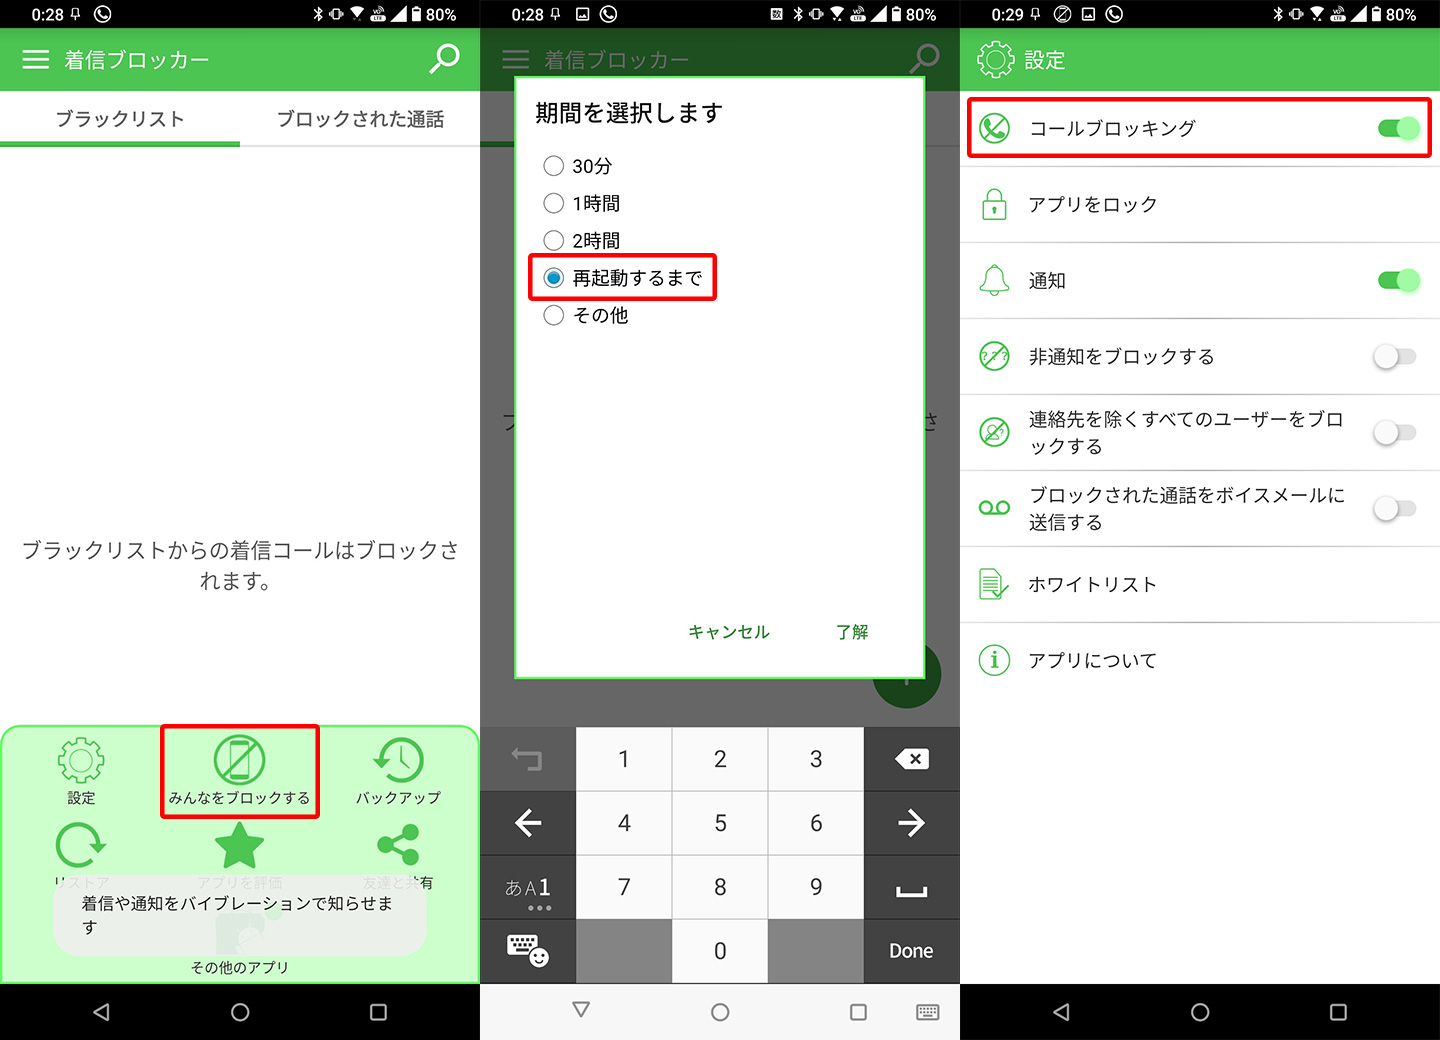 0:28
80%
着信ブロッカー
ブラックリスト
ブロックされた通話
ブラックリストからの着信コールはブロックさ
れます。
設定
みんなをブロックする
バックアップ
リストア
アプリを評価
友達と共有
着信や通知をバイブレーションで知らせま
す
その他のアプリ
0:28
80%
着信ブロッカー
期間を選択します
30分
1時間
2時間
再起動するまで
その他
キャンセル
了解
さ
1
2
3
4
5
6
あA1
7
8
9
0
Done
0:29
80%
設定
コールブロッキング
アプリをロック
通知
非通知をブロックする
連絡先を除くすべてのユーザーをブロ
ックする
ブロックされた通話をボイスメールに
送信する
ホワイトリスト
アプリについて